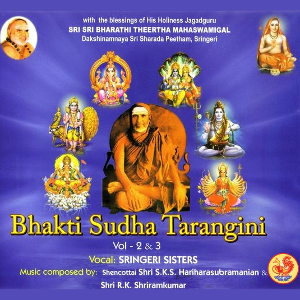 with the blessings of His Holiness Jagadguru
SRI SRI BHARATHI THEERTHA MAHASWAMIGAL
Dakshinamnaya Sri Sharada Peetham, Sringeri
Bhakti Sudha Tarangini
Vol - 2 & 3
Vocal: SRINGERI SISTERS
Music composed by: Shencottai Shri S.K.S. Hariharasubramanian &
Shri R.K. Shriramkumar